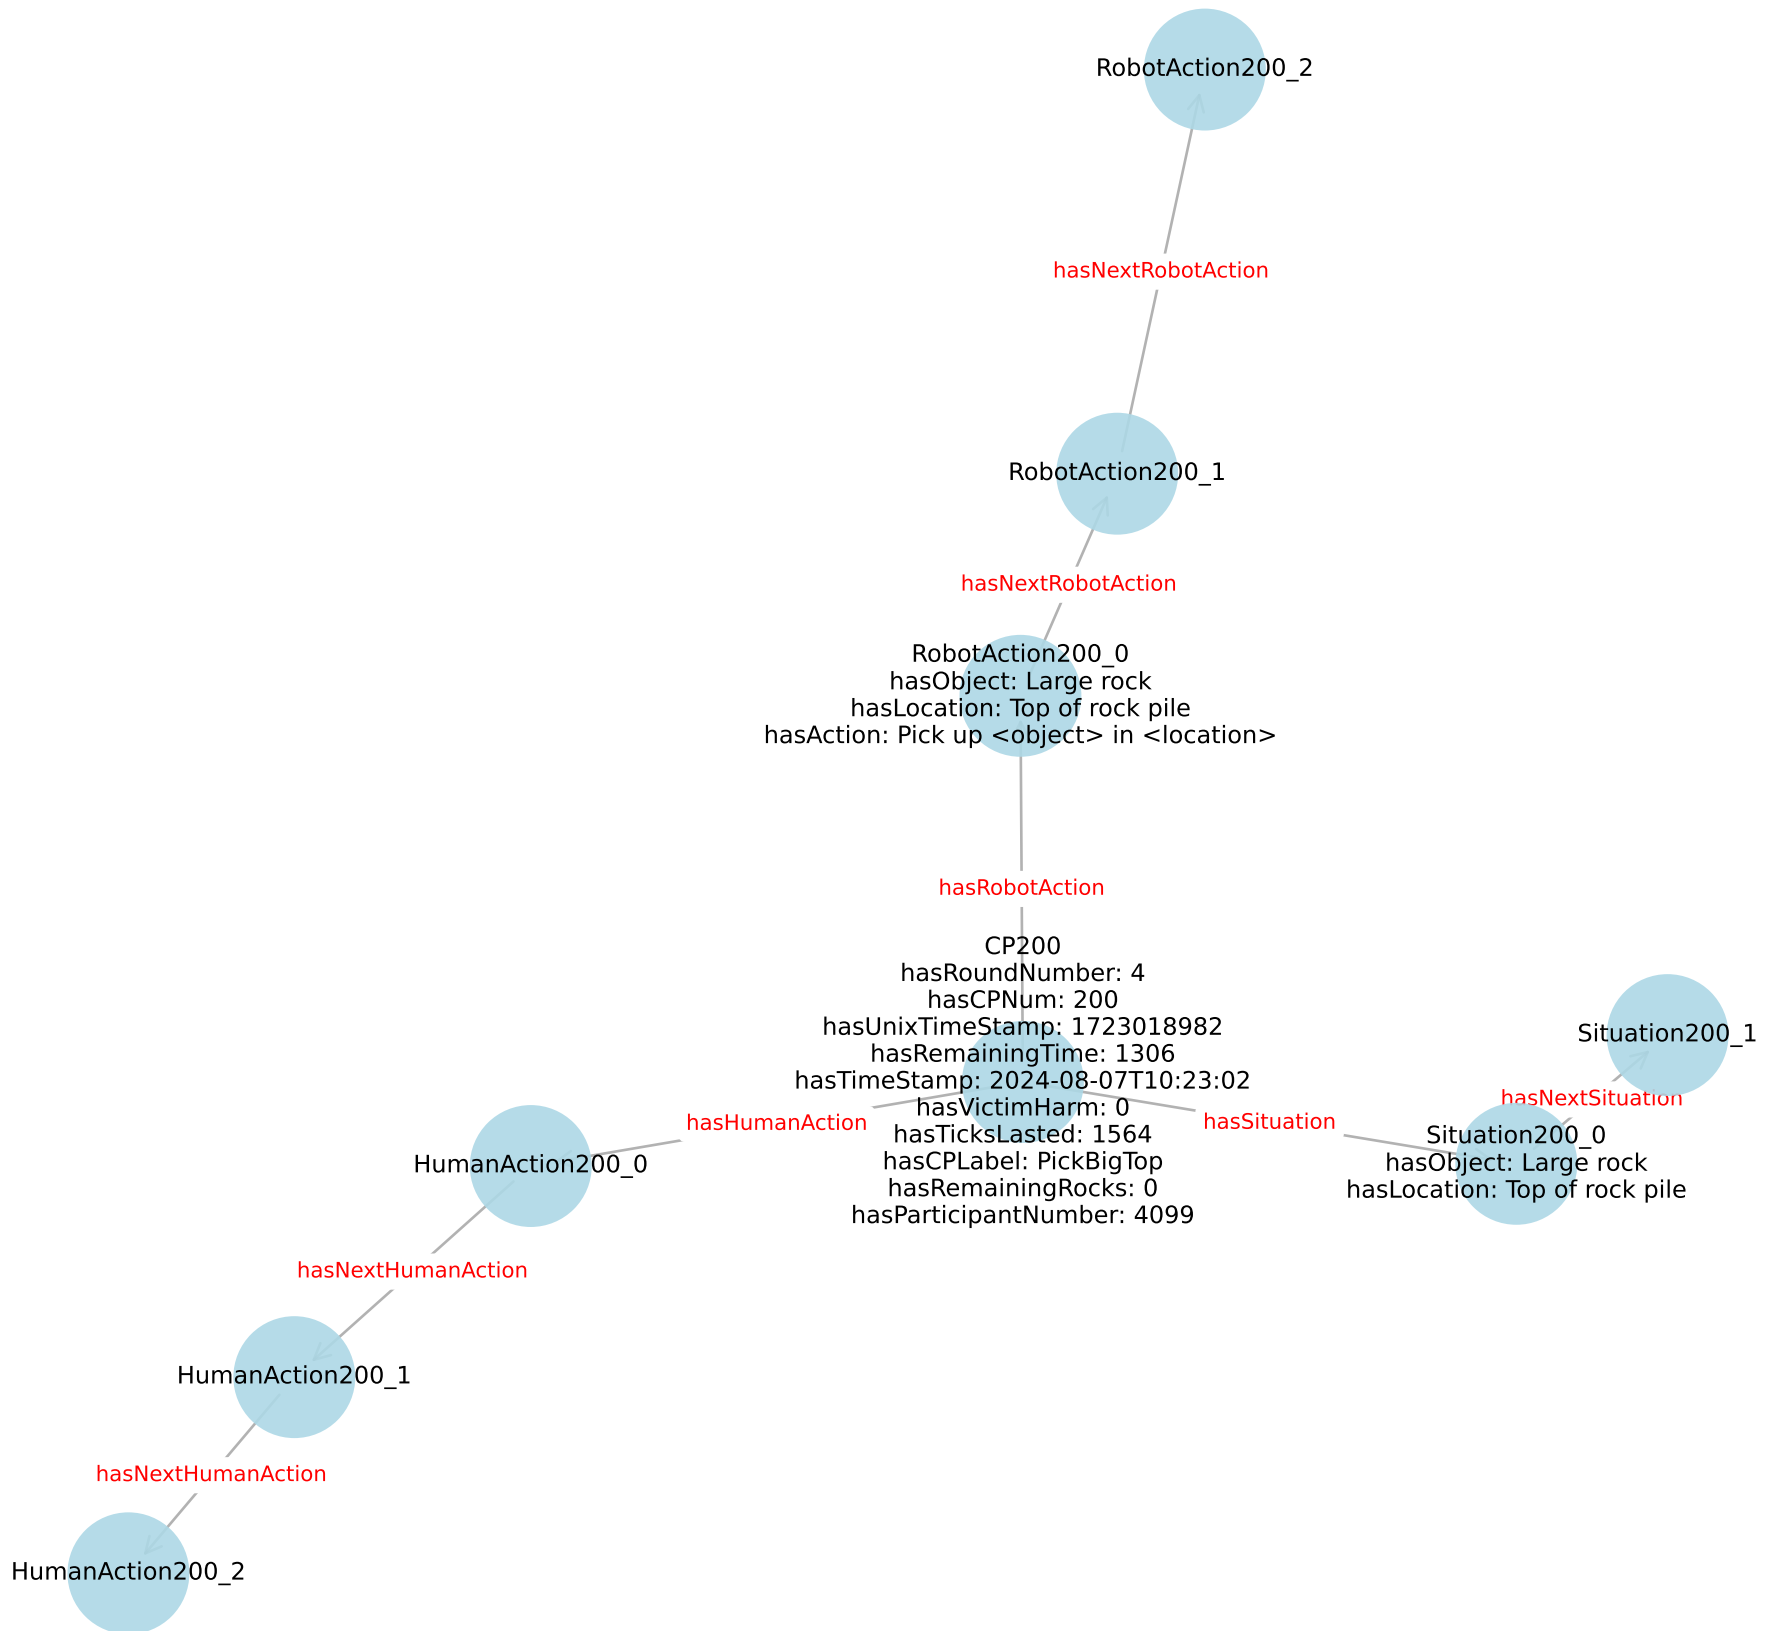 RobotAction200_2
hasNextRobotAction
RobotAction200_1
hasNextRobotAction
RobotAction200_0
hasObject: Large rock
hasLocation: Top of rock pile
hasAction: Pick up <object> in <location>
hasRobotAction
CP200
hasRoundNumber: 4
hasCPNum: 200
hasUnixTimeStamp: 1723018982
hasRemainingTime: 1306
hasTimeStamp: 2024-08-07T10:23:02
hasVictimHarm: 0
hasTicksLasted: 1564
hasCPLabel: PickBigTop
hasRemainingRocks: 0
hasParticipantNumber: 4099
Situation200_1
hasNextSituation
hasSituation
Situation200_0
hasObject: Large rock
hasLocation: Top of rock pile
hasHumanAction
HumanAction200_0
hasNextHumanAction
HumanAction200_1
hasNextHumanAction
HumanAction200_2